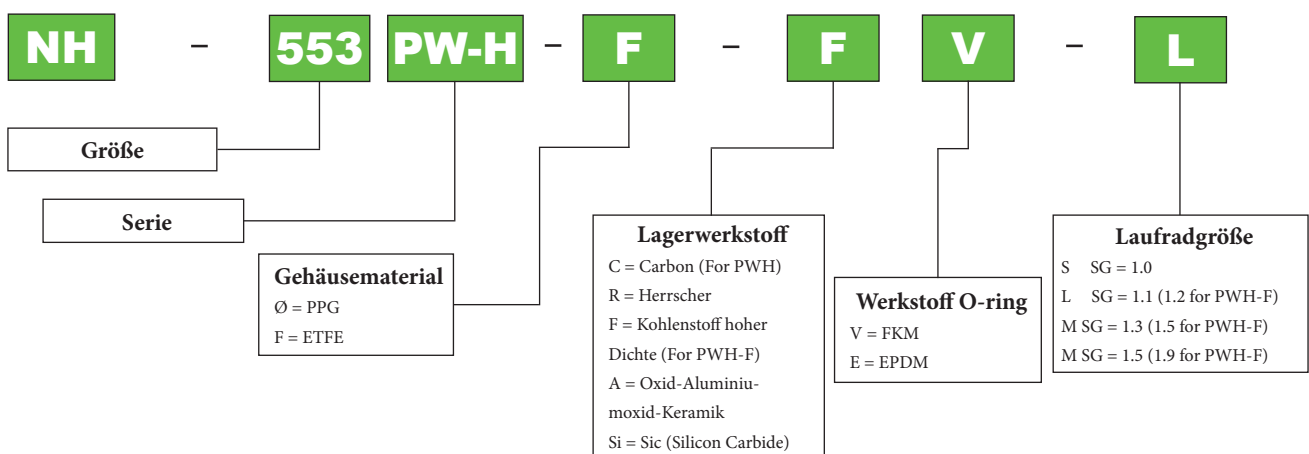 NH - 553 PW-H - F - F V - L
Größe
Serie
Gehäusematerial
Ø = PPG
F = ETFE
Lagerwerkstoff
C = Carbon (For PWH)
R = Herrscher
F = Kohlenstoff hoher
Dichte (For PWH-F)
A = Oxid-Aluminiu-
moxid-Keramik
Si = Sic (Silicon Carbide)
Werkstoff O-ring
V = FKM
E = EPDM
Laufradgröße
S SG = 1.0
L SG = 1.1 (1.2 for PWH-F)
M SG = 1.3 (1.5 for PWH-F)
M SG = 1.5 (1.9 for PWH-F)